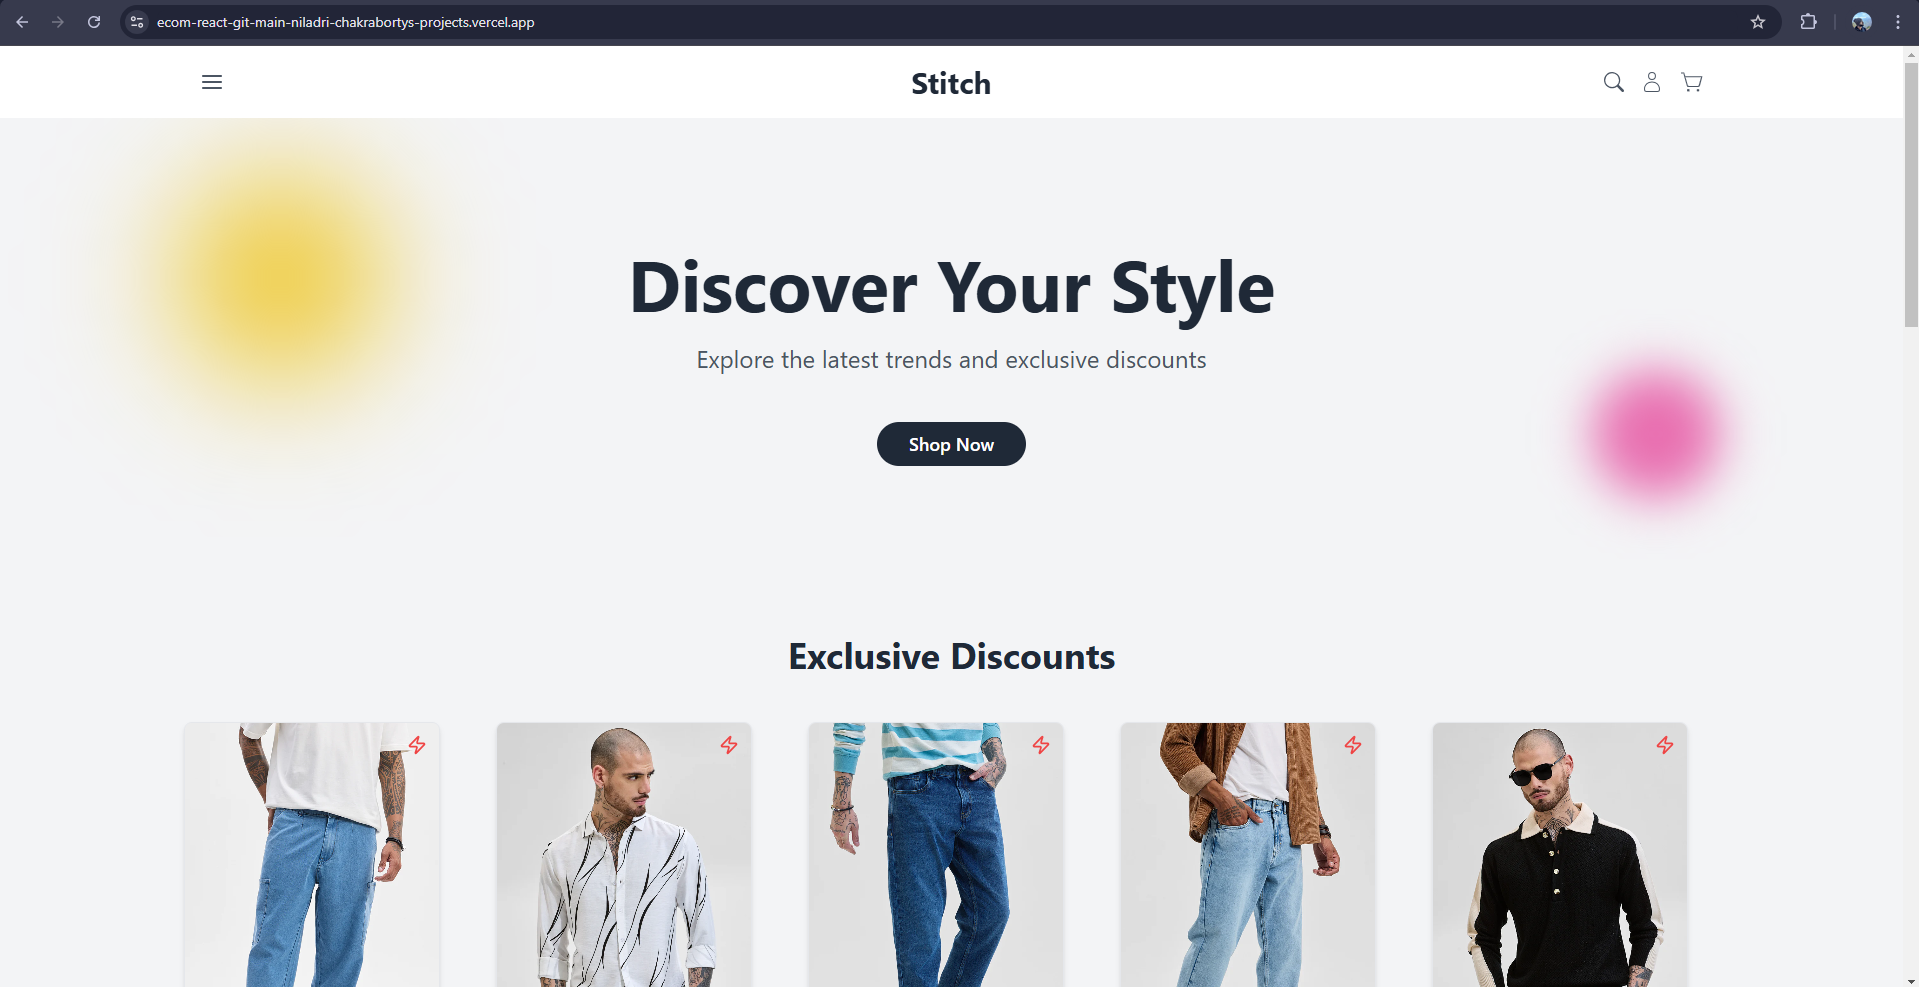 ecom-react-git-main-niladri-chakrabortys-projects.vercel.app
Stitch
Discover Your Style
Explore the latest trends and exclusive discounts
Shop Now
Exclusive Discounts